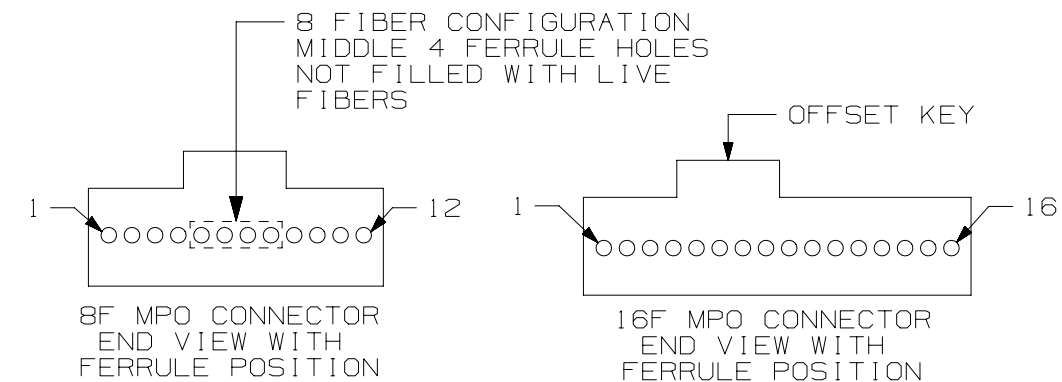 8 FIBER CONFIGURATION
MIDDLE 4 FERRULE HOLES
NOT FILLED WITH LIVE
FIBERS
OFFSET KEY
1
12
1
16
8F MPO CONNECTOR
END VIEW WITH
FERRULE POSITION
16F MPO CONNECTOR
END VIEW WITH
FERRULE POSITION